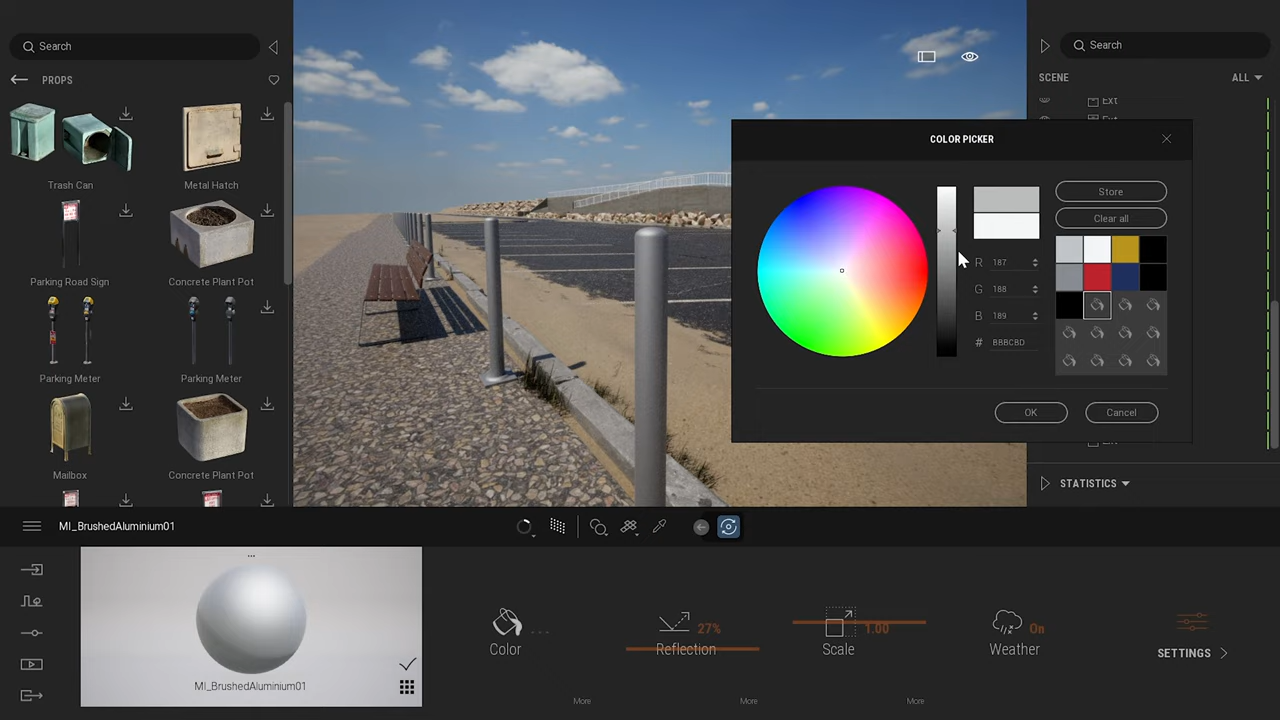 Search
PROPS
Trash Can
Metal Hatch
Parking Road Sign
Concrete Plant Pot
Parking Meter
Parking Meter
Mailbox
Concrete Plant Pot
Search
SCENE
ALL
Ext
COLOR PICKER
Store
Clear all
R 187
G 188
B 189
# BBBCBD
OK
Cancel
STATISTICS
MI_BrushedAluminium01
MI_BrushedAluminium01
Color ...
27%
Reflection
1.00
Scale
On
Weather
SETTINGS
More
More
More